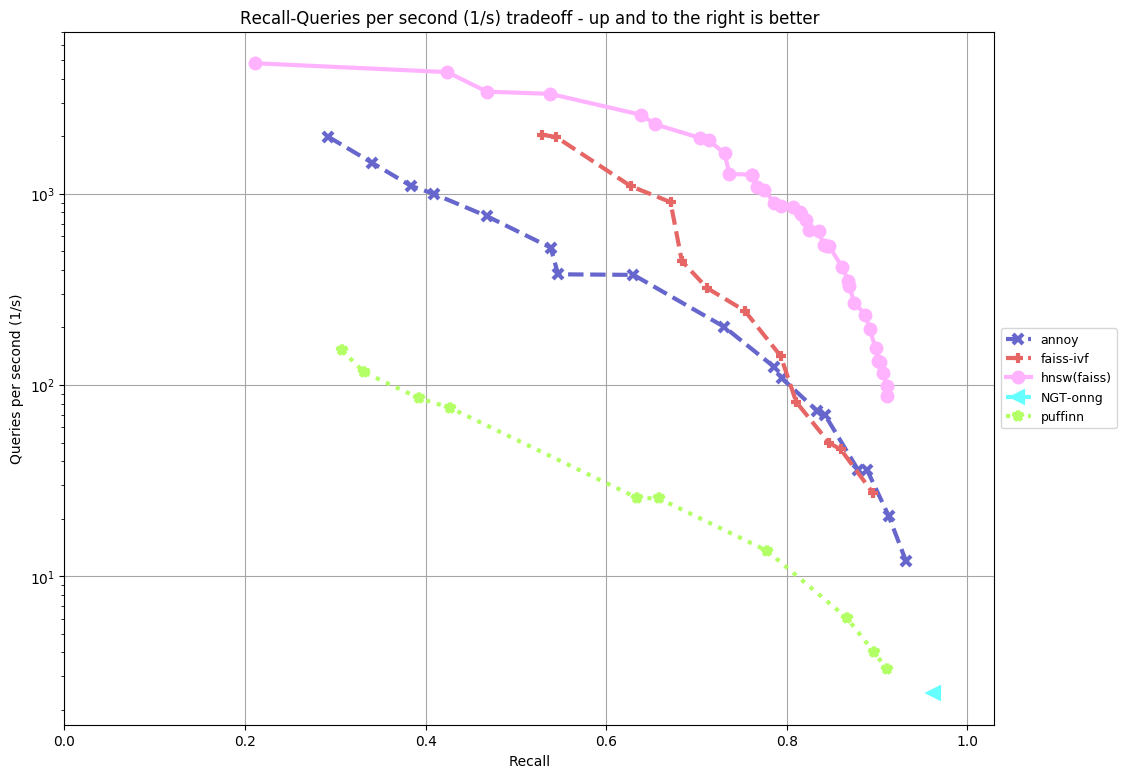 Recall-Queries per second (1/s) tradeoff - up and to the right is better
Queries per second (1/s)
10³
10²
10¹
0.0 0.2 0.4 0.6 0.8 1.0
Recall
annoy
faiss-ivf
hnsw(faiss)
NGT-onng
puffinn